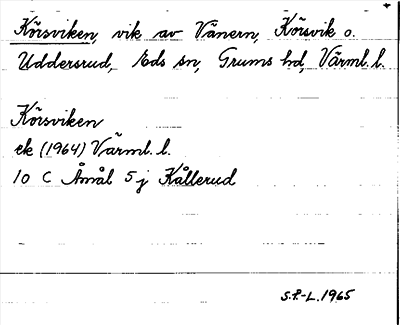 Körsviken, vik av Vänern, Körsvik o.
Uddersrud, Eds sn, Grums hd, Värml. l.
Körsviken
ek (1964) Värml. l.
10 C Åmål 5 j Kållerud
S.P.-L. 1965